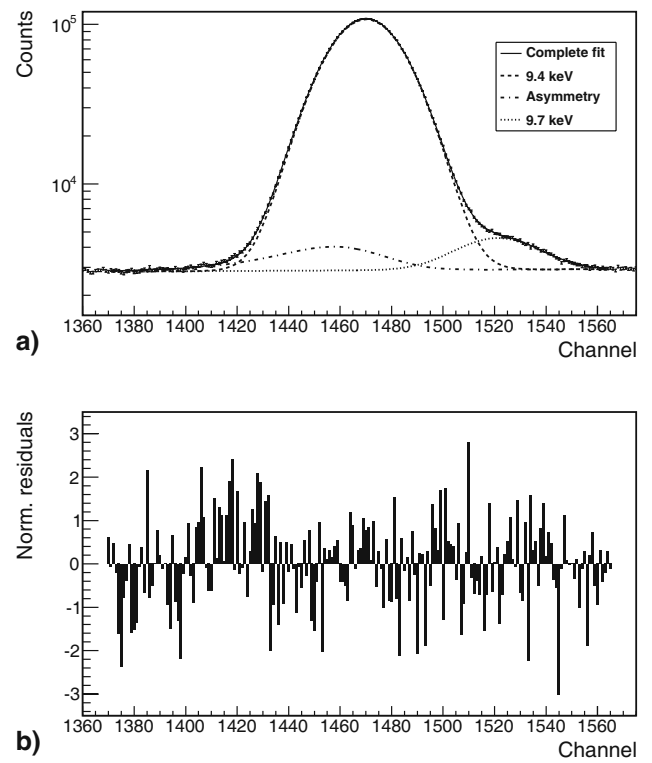 Counts
10⁵
10⁴
Complete fit
9.4 keV
Asymmetry
9.7 keV
1360 1380 1400 1420 1440 1460 1480 1500 1520 1540 1560
a)
Channel
Norm. residuals
3
2
1
0
-1
-2
-3
1360 1380 1400 1420 1440 1460 1480 1500 1520 1540 1560
b)
Channel